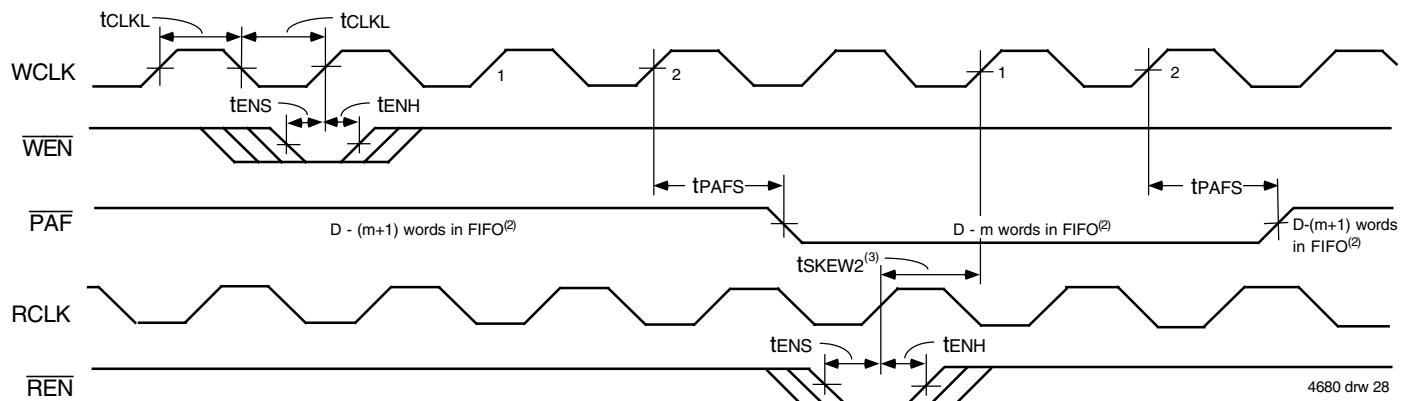 tCLKL tCLKL
WCLK 1 2 1 2
tENS tENH
WEN
tPAFS tPAFS
PAF
D - (m+1) words in FIFO(2) D - m words in FIFO(2) D-(m+1) words
in FIFO(2)
tSKEW2(3)
RCLK
tENS tENH
REN
4680 drw 28